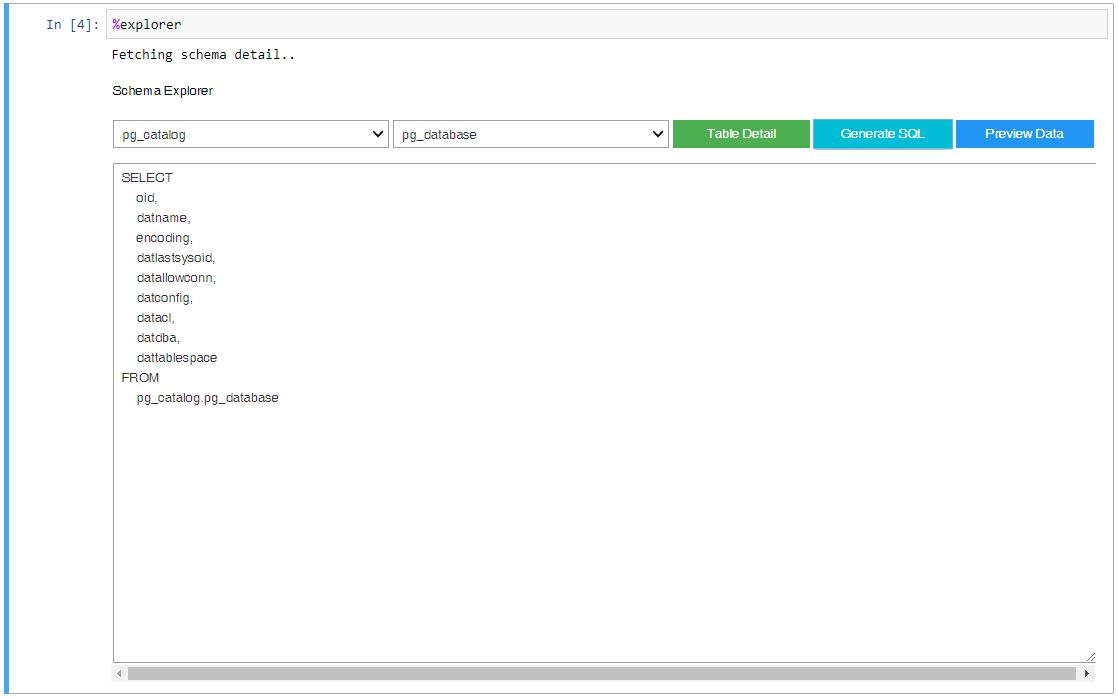 In [4]: %explorer
Fetching schema detail..
Schema Explorer
pg_catalog pg_database Table Detail Generate SQL Preview Data
SELECT
oid,
datname,
encoding,
datlastsysoid,
datallowconn,
datconfig,
datacl,
datdba,
dattablespace
FROM
pg_catalog.pg_database